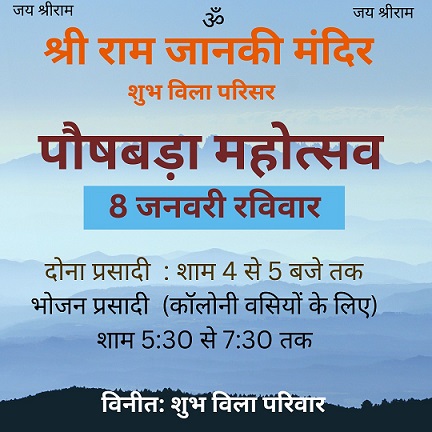 जय श्रीराम
ॐ
जय श्रीराम
श्री राम जानकी मंदिर
शुभ विला परिसर
पौषबड़ा महोत्सव
8 जनवरी रविवार
दोना प्रसादी : शाम 4 से 5 बजे तक
भोजन प्रसादी (कॉलोनी वसियों के लिए)
शाम 5:30 से 7:30 तक
विनीत: शुभ विला परिवार